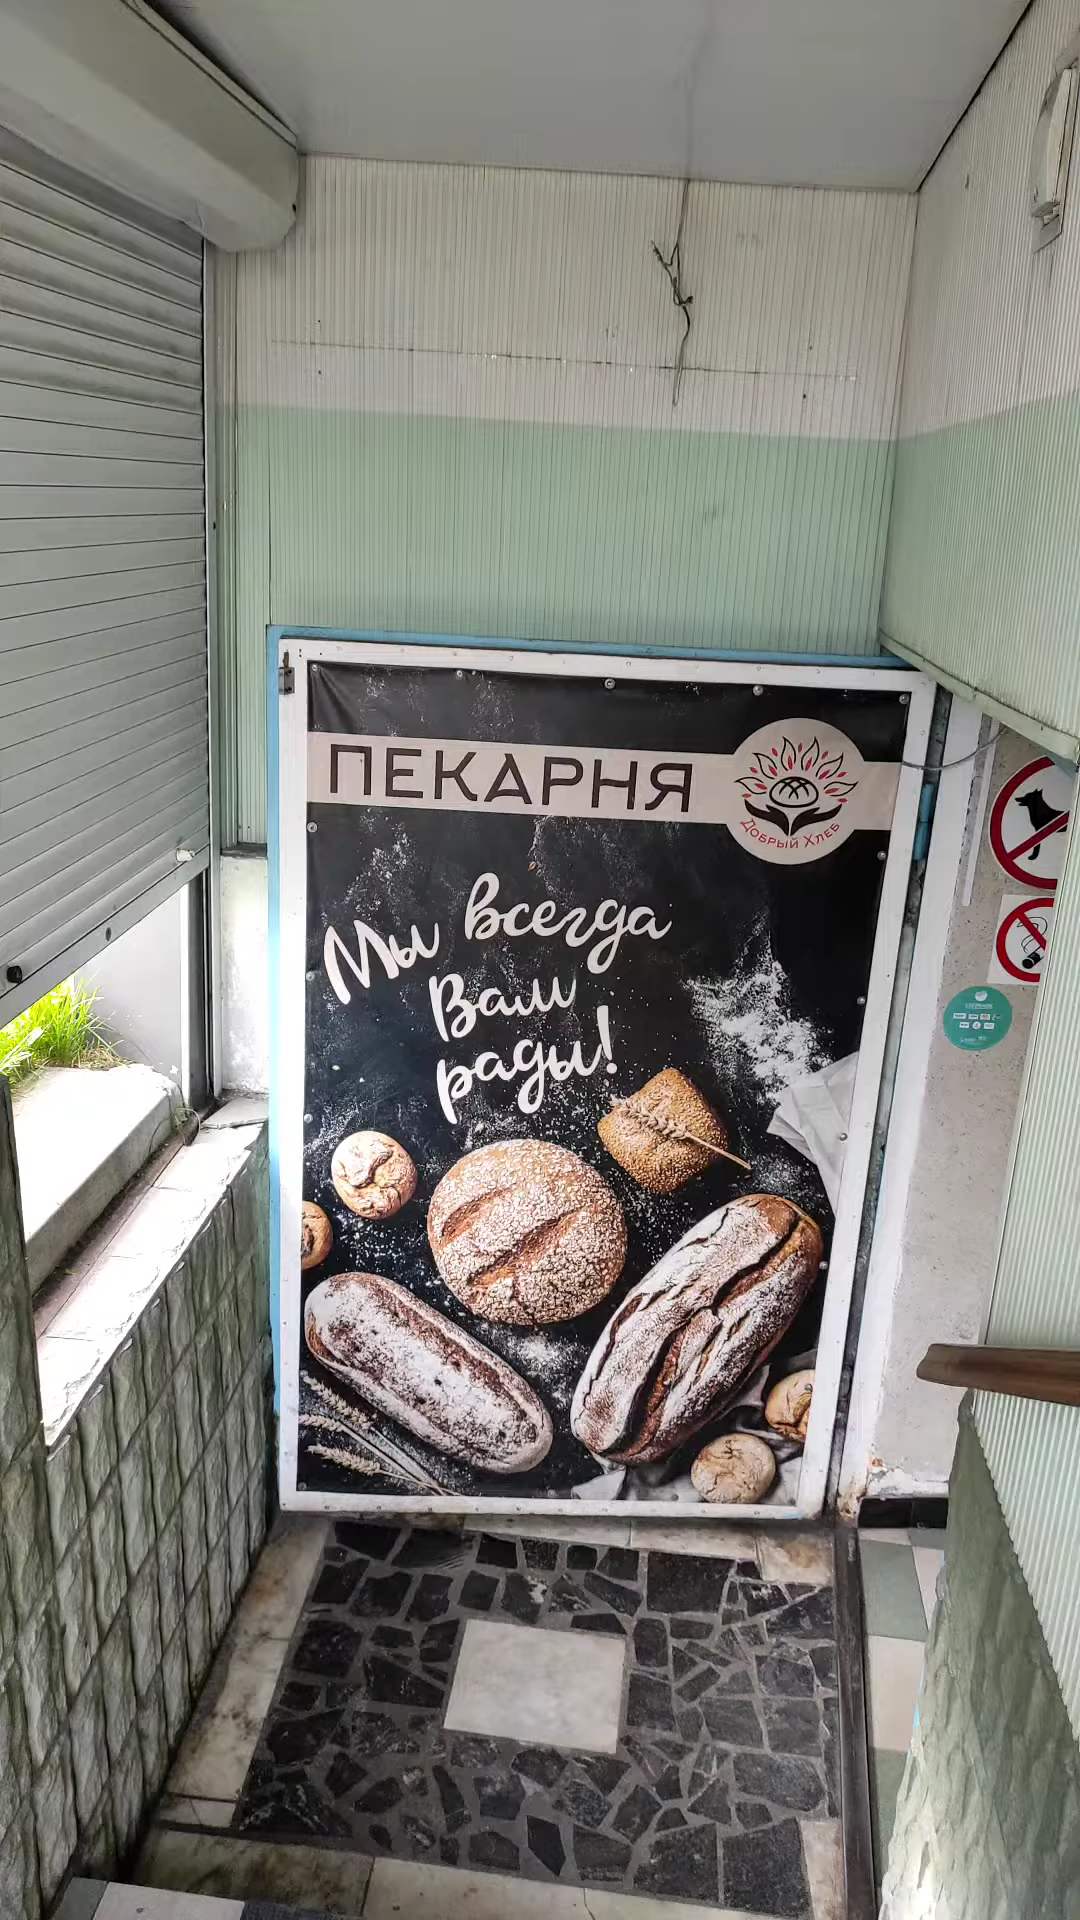 ПЕКАРНЯ
Добрый Хлеб
Мы всегда
Вам
рады!